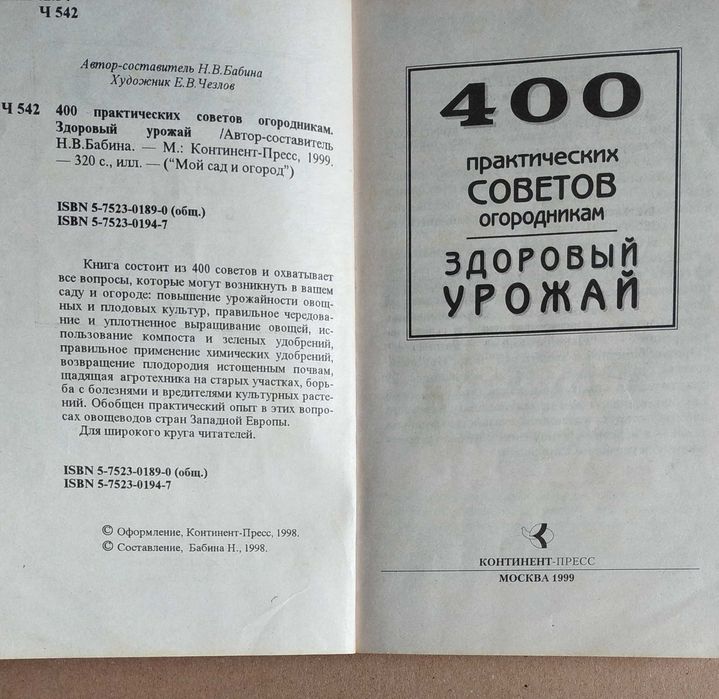 Ч 542
Автор-составитель Н.В.Бабина
Художник Е.В.Чезлов
Ч 542 400 практических советов огородникам.
Здоровый урожай /Автор-составитель
Н.В.Бабина. — М.: Континент-Пресс, 1999.
— 320 с., илл. — (“Мой сад и огород”)
ISBN 5-7523-0189-0 (общ.)
ISBN 5-7523-0194-7
Книга состоит из 400 советов и охватывает
все вопросы, которые могут возникнуть в вашем
саду и огороде: повышение урожайности овощ-
ных и плодовых культур, правильное чередова-
ние и уплотненное выращивание овощей, ис-
пользование компоста и зеленых удобрений,
правильное применение химических удобрений,
возвращение плодородия истощенным почвам,
щадящая агротехника на старых участках, борь-
ба с болезнями и вредителями культурных расте-
ний. Обобщен практический опыт в этих вопро-
сах овощеводов стран Западной Европы.
Для широкого круга читателей.
ISBN 5-7523-0189-0 (общ.)
ISBN 5-7523-0194-7
© Оформление, Континент-Пресс, 1998.
© Составление, Бабина Н., 1998.
400
практических
СОВЕТОВ
огородникам
ЗДОРОВЫЙ
УРОЖАЙ
КОНТИНЕНТ-ПРЕСС
МОСКВА 1999